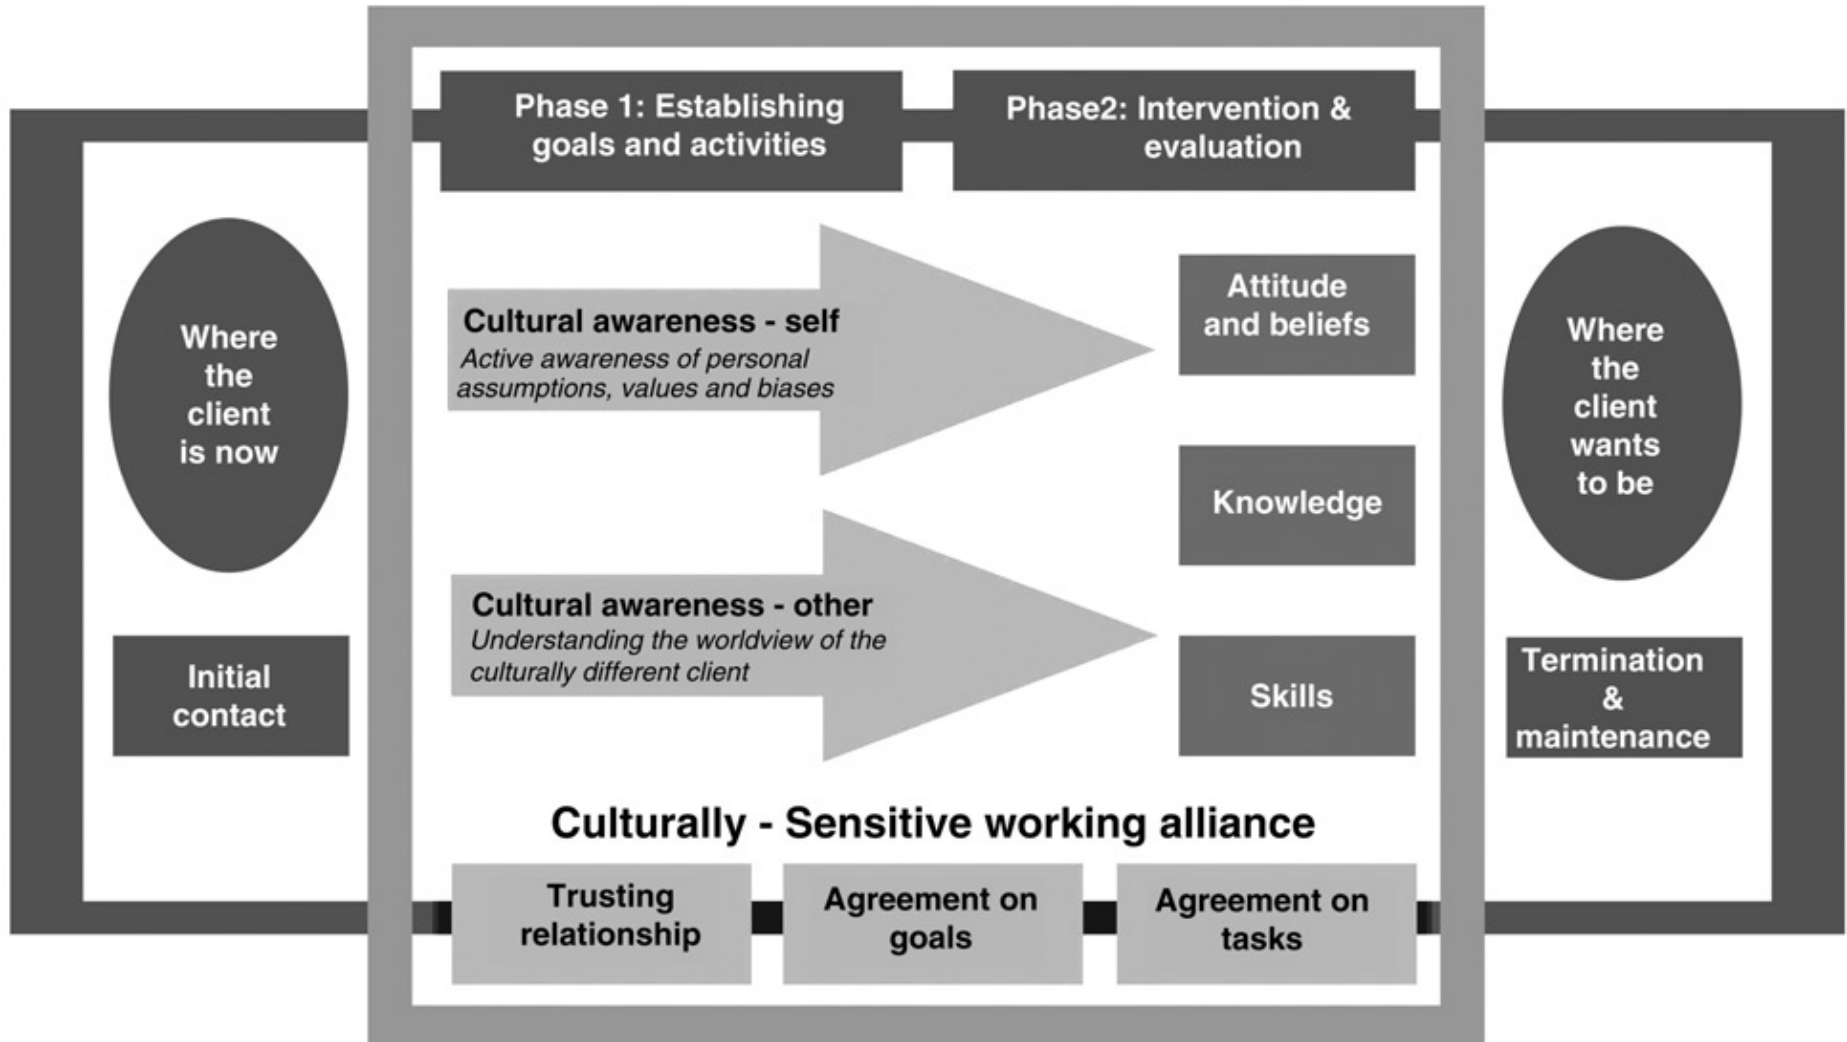 Phase 1: Establishing
goals and activities
Phase2: Intervention &
evaluation
Where
the
client
is now
Initial
contact
Cultural awareness - self
Active awareness of personal
assumptions, values and biases
Cultural awareness - other
Understanding the worldview of the
culturally different client
Attitude
and beliefs
Knowledge
Skills
Where
the
client
wants
to be
Termination
&
maintenance
Culturally - Sensitive working alliance
Trusting
relationship
Agreement on
goals
Agreement on
tasks